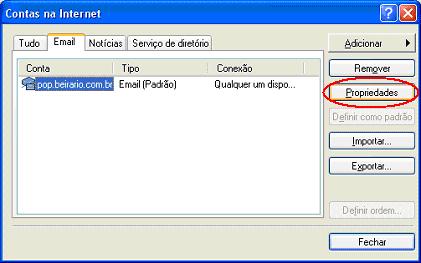 Contas na Internet
Tudo Email Notícias Serviço de diretório
Conta Tipo Conexão
pop.beirario.com.br Email (Padrão) Qualquer um dispo...
Adicionar
Remover
Propriedades
Definir como padrão
Importar...
Exportar...
Definir ordem...
Fechar